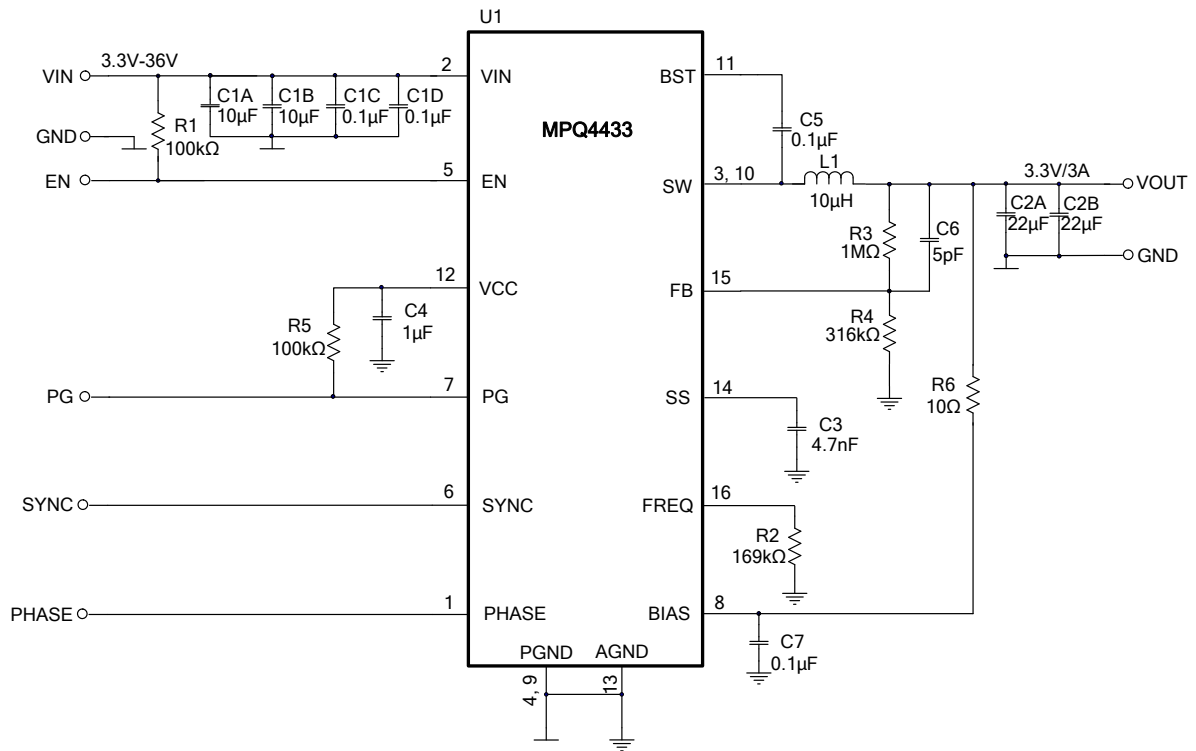 U1
3.3V-36V
VIN
2
VIN
BST
11
C1A
10µF
C1B
10µF
C1C
0.1µF
C1D
0.1µF
MPQ4433
C5
0.1µF
GND
R1
100kΩ
EN
5
EN
SW
3, 10
L1
10µH
3.3V/3A
VOUT
C2A
22µF
C2B
22µF
R3
1MΩ
C6
5pF
GND
12
VCC
FB
15
C4
1µF
R5
100kΩ
R4
316kΩ
PG
7
PG
SS
14
R6
10Ω
C3
4.7nF
SYNC
6
SYNC
FREQ
16
R2
169kΩ
PHASE
1
PHASE
BIAS
8
C7
0.1µF
PGND
AGND
4, 9
13